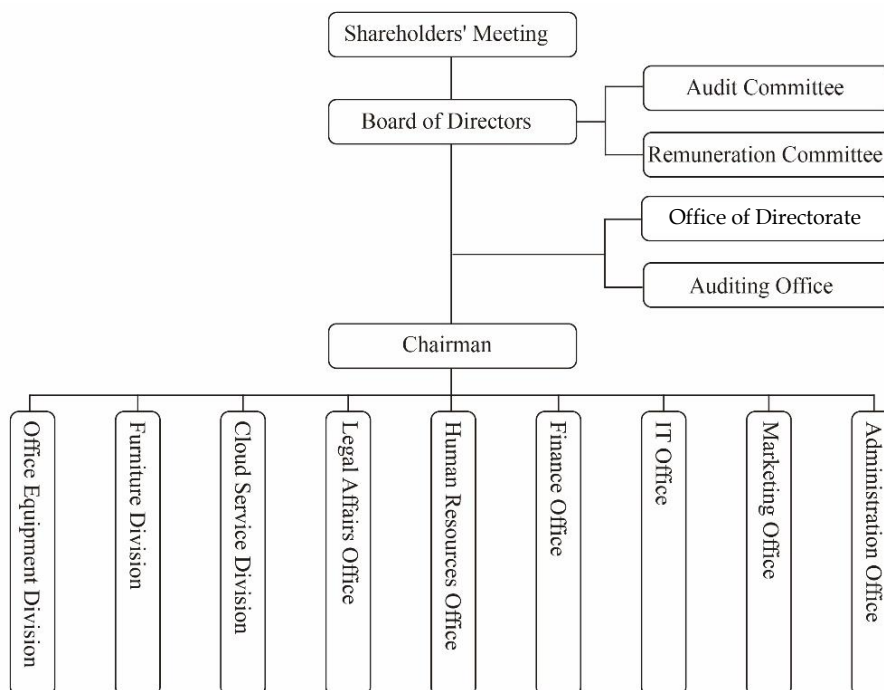 Shareholders' Meeting
Audit Committee
Board of Directors
Remuneration Committee
Office of Directorate
Auditing Office
Chairman
Office Equipment Division
Furniture Division
Cloud Service Division
Legal Affairs Office
Human Resources Office
Finance Office
IT Office
Marketing Office
Administration Office